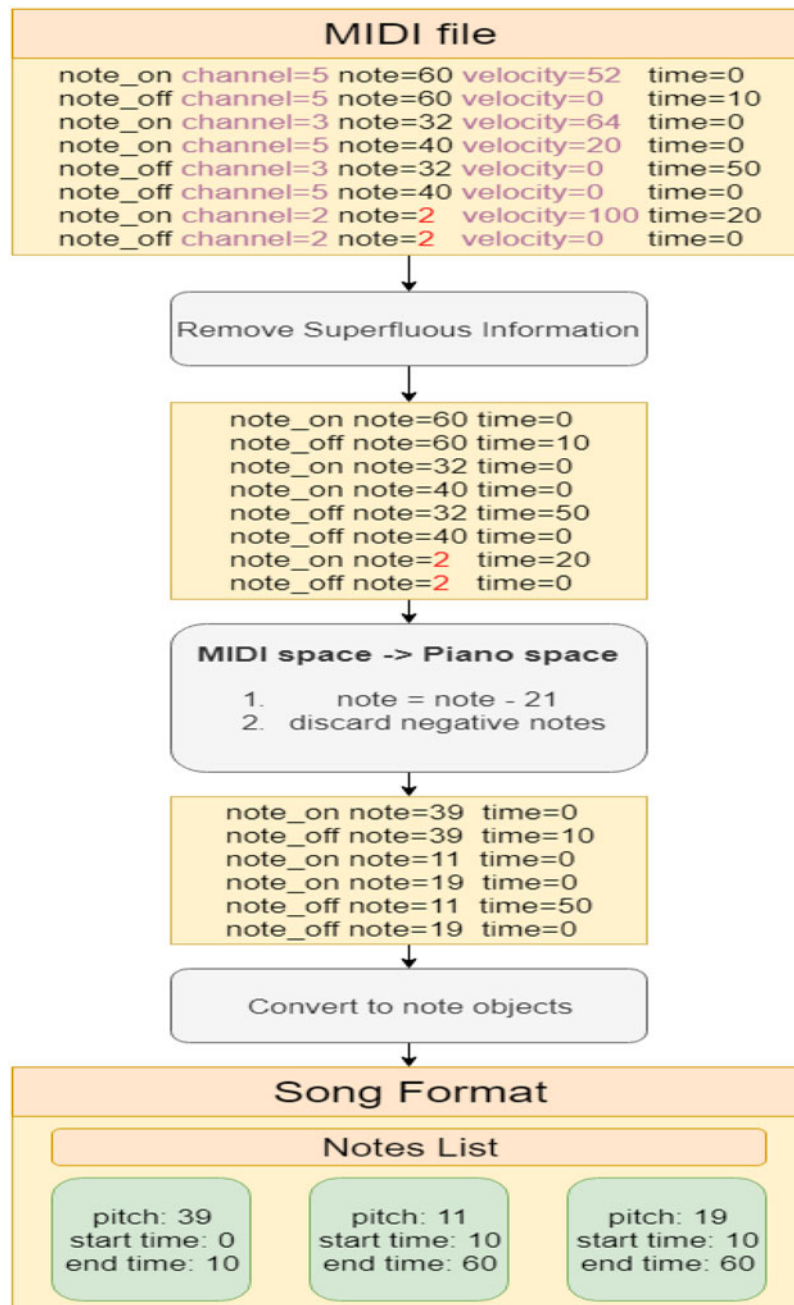 MIDI file
note_on channel=5 note=60 velocity=52 time=0
note_off channel=5 note=60 velocity=0 time=10
note_on channel=3 note=32 velocity=64 time=0
note_on channel=5 note=40 velocity=20 time=0
note_off channel=3 note=32 velocity=0 time=50
note_off channel=5 note=40 velocity=0 time=0
note_on channel=2 note=2 velocity=100 time=20
note_off channel=2 note=2 velocity=0 time=0
Remove Superfluous Information
note_on note=60 time=0
note_off note=60 time=10
note_on note=32 time=0
note_on note=40 time=0
note_off note=32 time=50
note_off note=40 time=0
note_on note=2 time=20
note_off note=2 time=0
MIDI space -> Piano space
1. note = note - 21
2. discard negative notes
note_on note=39 time=0
note_off note=39 time=10
note_on note=11 time=0
note_on note=19 time=0
note_off note=11 time=50
note_off note=19 time=0
Convert to note objects
Song Format
Notes List
pitch: 39
start time: 0
end time: 10
pitch: 11
start time: 10
end time: 60
pitch: 19
start time: 10
end time: 60